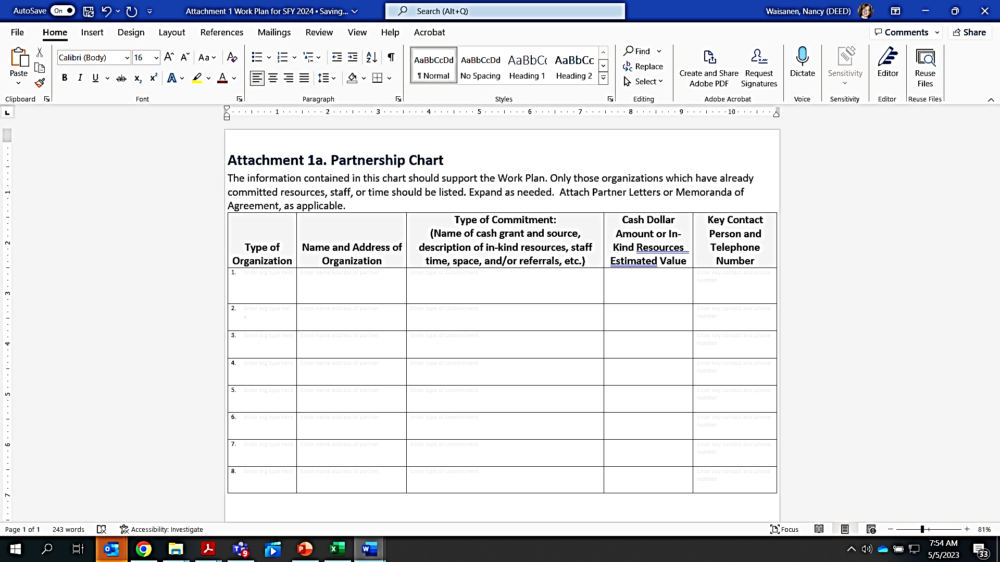 AutoSave On Attachment 1 Work Plan for SFY 2024 • Saving... Search (Alt+Q) Waisanen, Nancy (DEED)
File Home Insert Design Layout References Mailings Review View Help Acrobat Comments Share
Paste Calibri (Body) 16 Aa
AaBbCcDd AaBbCcDd AaBbCc AaBbCc
¶ Normal No Spacing Heading 1 Heading 2
Find
Replace
Select
Create and Share
Adobe PDF
Request
Signatures
Dictate
Sensitivity
Editor
Reuse
Files
Clipboard Font Paragraph Styles Editing Adobe Acrobat Voice Sensitivity Editor Reuse Files
1 2 3 4 5 6 7 8 9 10
Attachment 1a. Partnership Chart
The information contained in this chart should support the Work Plan. Only those organizations which have already
committed resources, staff, or time should be listed. Expand as needed. Attach Partner Letters or Memoranda of
Agreement, as applicable.
Type of
Organization
Name and Address of
Organization
Type of Commitment:
(Name of cash grant and source,
description of in-kind resources, staff
time, space, and/or referrals, etc.)
Cash Dollar
Amount or In-
Kind Resources
Estimated Value
Key Contact
Person and
Telephone
Number
1. Enter org type here Enter name address of partner Enter type of commitment Enter key contact and phone
number
2. Enter org type her Enter name address of partner Enter type of commitment Enter key contact and phone
e number
3. Enter org type here Enter name address of partner Enter type of commitment Enter key contact and phone
number
4. Enter org type here Enter name address of partner Enter type of commitment Enter key contact and phone
number
5. Enter org type here Enter name address of partner Enter type of commitment Enter key contact and phone
number
6. Enter org type here Enter name address of partner Enter type of commitment Enter key contact and phone
number
7. Enter org type here Enter name address of partner Enter type of commitment Enter key contact and phone
number
8. Enter org type here Enter name address of partner Enter type of commitment Enter key contact and phone
number
1
2
3
4
5
6
7
Page 1 of 1 243 words Accessibility: Investigate Focus 81%
7:54 AM
5/5/2023
9
33